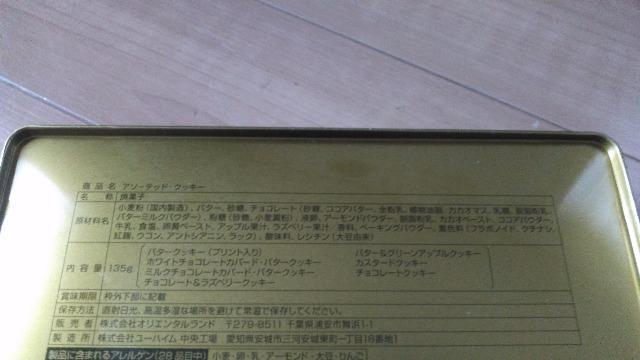 商品名 アソーテッド・クッキー
名称 焼菓子
原材料名 小麦粉(国内製造)、バター、砂糖、チョコレート(砂糖、ココアバター、全粉乳、植物油脂、カカオマス、乳糖、脱脂粉乳、
バターミルクパウダー)、粉糖(砂糖、小麦澱粉)、液卵、アーモンドパウダー、脱脂粉乳、カカオペースト、ココアパウダー、
牛乳、食塩、卵黄ペースト、アップル果汁、ラズベリー果汁/香料、ベーキングパウダー、着色料(フラボノイド、クチナシ、
紅麹、ウコン、アントシアニン、ラック)、酸味料、レシチン(大豆由来)
内容量 135g
バタークッキー(プリント入り)
ホワイトチョコレートカバード・バタークッキー
ミルクチョコレートカバード・バタークッキー
チョコレート&ラズベリークッキー
バター&グリーンアップルクッキー
カスタードクッキー
チョコレートクッキー
賞味期限 枠外下部に記載
保存方法 直射日光、高温多湿な場所を避けて常温で保存してください。
販売者 株式会社オリエンタルランド 〒279-8511 千葉県浦安市舞浜1-1
製造所 株式会社ユーハイム 中央工場 愛知県安城市三河安城東町一丁目18番地1
製品に含まれるアレルゲン(28品目中) 小麦・卵・乳・アーモンド・大豆・りんご